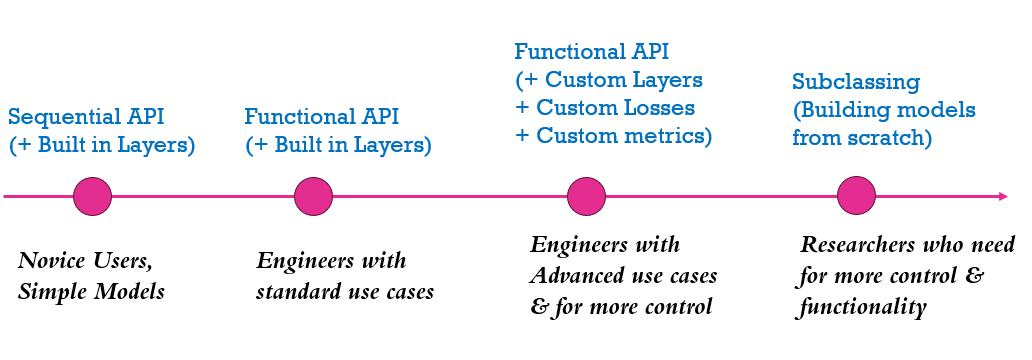 Sequential API
(+ Built in Layers)
Functional API
(+ Built in Layers)
Functional API
(+ Custom Layers
+ Custom Losses
+ Custom metrics)
Subclassing
(Building models
from scratch)
Novice Users,
Simple Models
Engineers with
standard use cases
Engineers with
Advanced use cases
& for more control
Researchers who need
for more control &
functionality